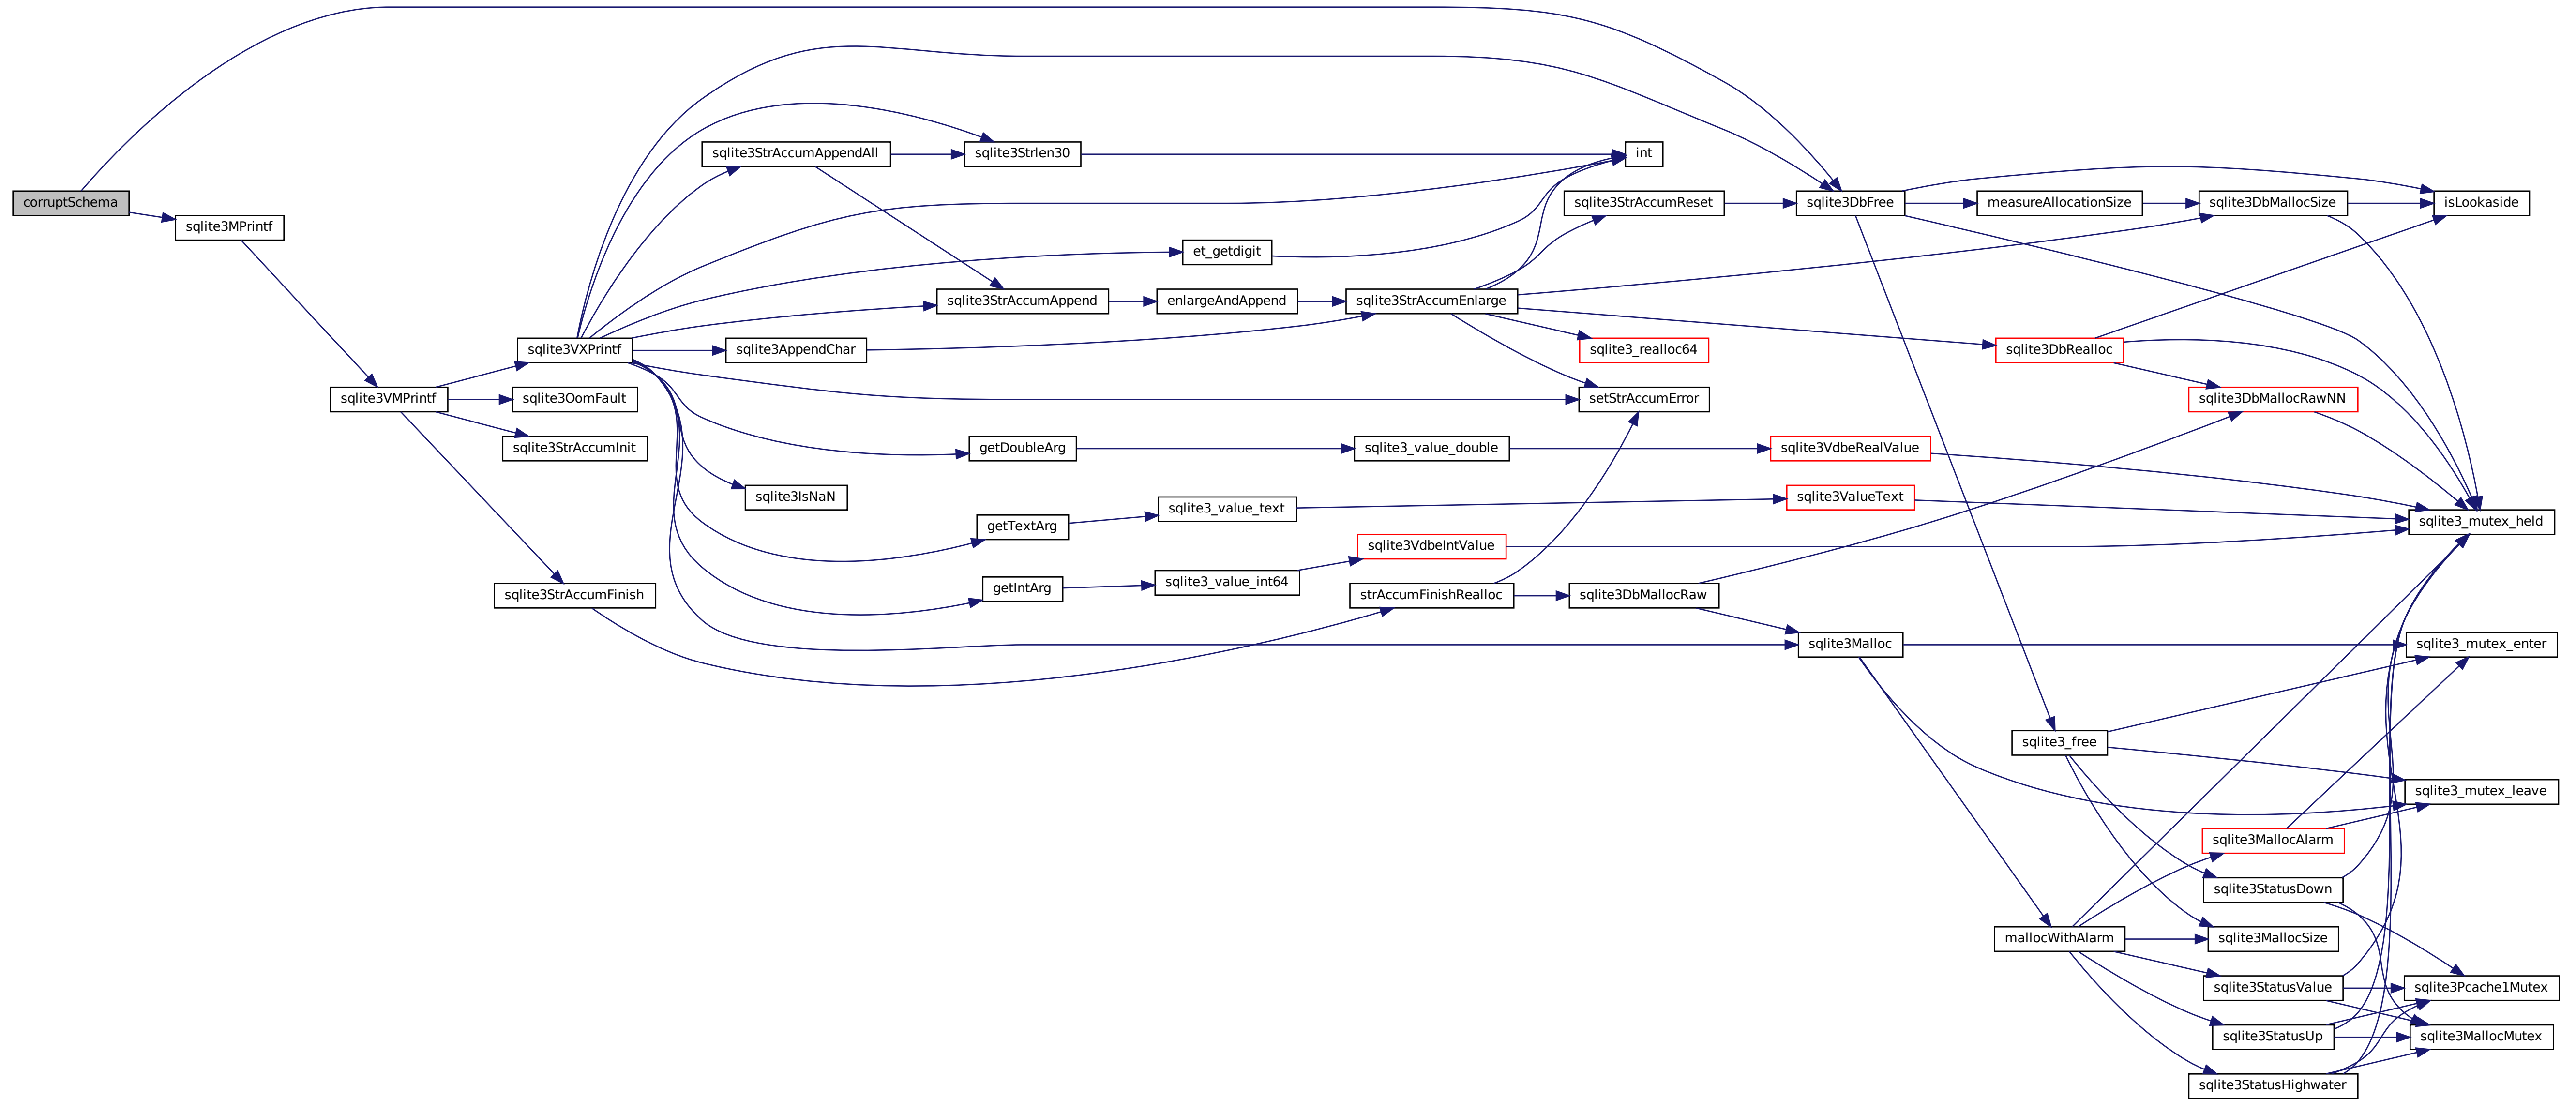 corruptSchema
sqlite3MPrintf
sqlite3VMPrintf
sqlite3VXPrintf
sqlite3OomFault
sqlite3StrAccumInit
sqlite3StrAccumFinish
sqlite3StrAccumAppendAll
sqlite3AppendChar
sqlite3IsNaN
sqlite3Strlen30
sqlite3StrAccumAppend
getDoubleArg
getTextArg
getIntArg
et_getdigit
enlargeAndAppend
sqlite3_value_text
sqlite3_value_int64
sqlite3StrAccumEnlarge
sqlite3_value_double
sqlite3VdbeIntValue
strAccumFinishRealloc
int
sqlite3StrAccumReset
sqlite3_realloc64
setStrAccumError
sqlite3DbMallocRaw
sqlite3DbFree
sqlite3VdbeRealValue
sqlite3ValueText
sqlite3Malloc
measureAllocationSize
sqlite3DbRealloc
sqlite3_free
mallocWithAlarm
sqlite3DbMallocSize
sqlite3DbMallocRawNN
sqlite3MallocAlarm
sqlite3StatusDown
sqlite3MallocSize
sqlite3StatusValue
sqlite3StatusUp
sqlite3StatusHighwater
isLookaside
sqlite3_mutex_held
sqlite3_mutex_enter
sqlite3_mutex_leave
sqlite3Pcache1Mutex
sqlite3MallocMutex